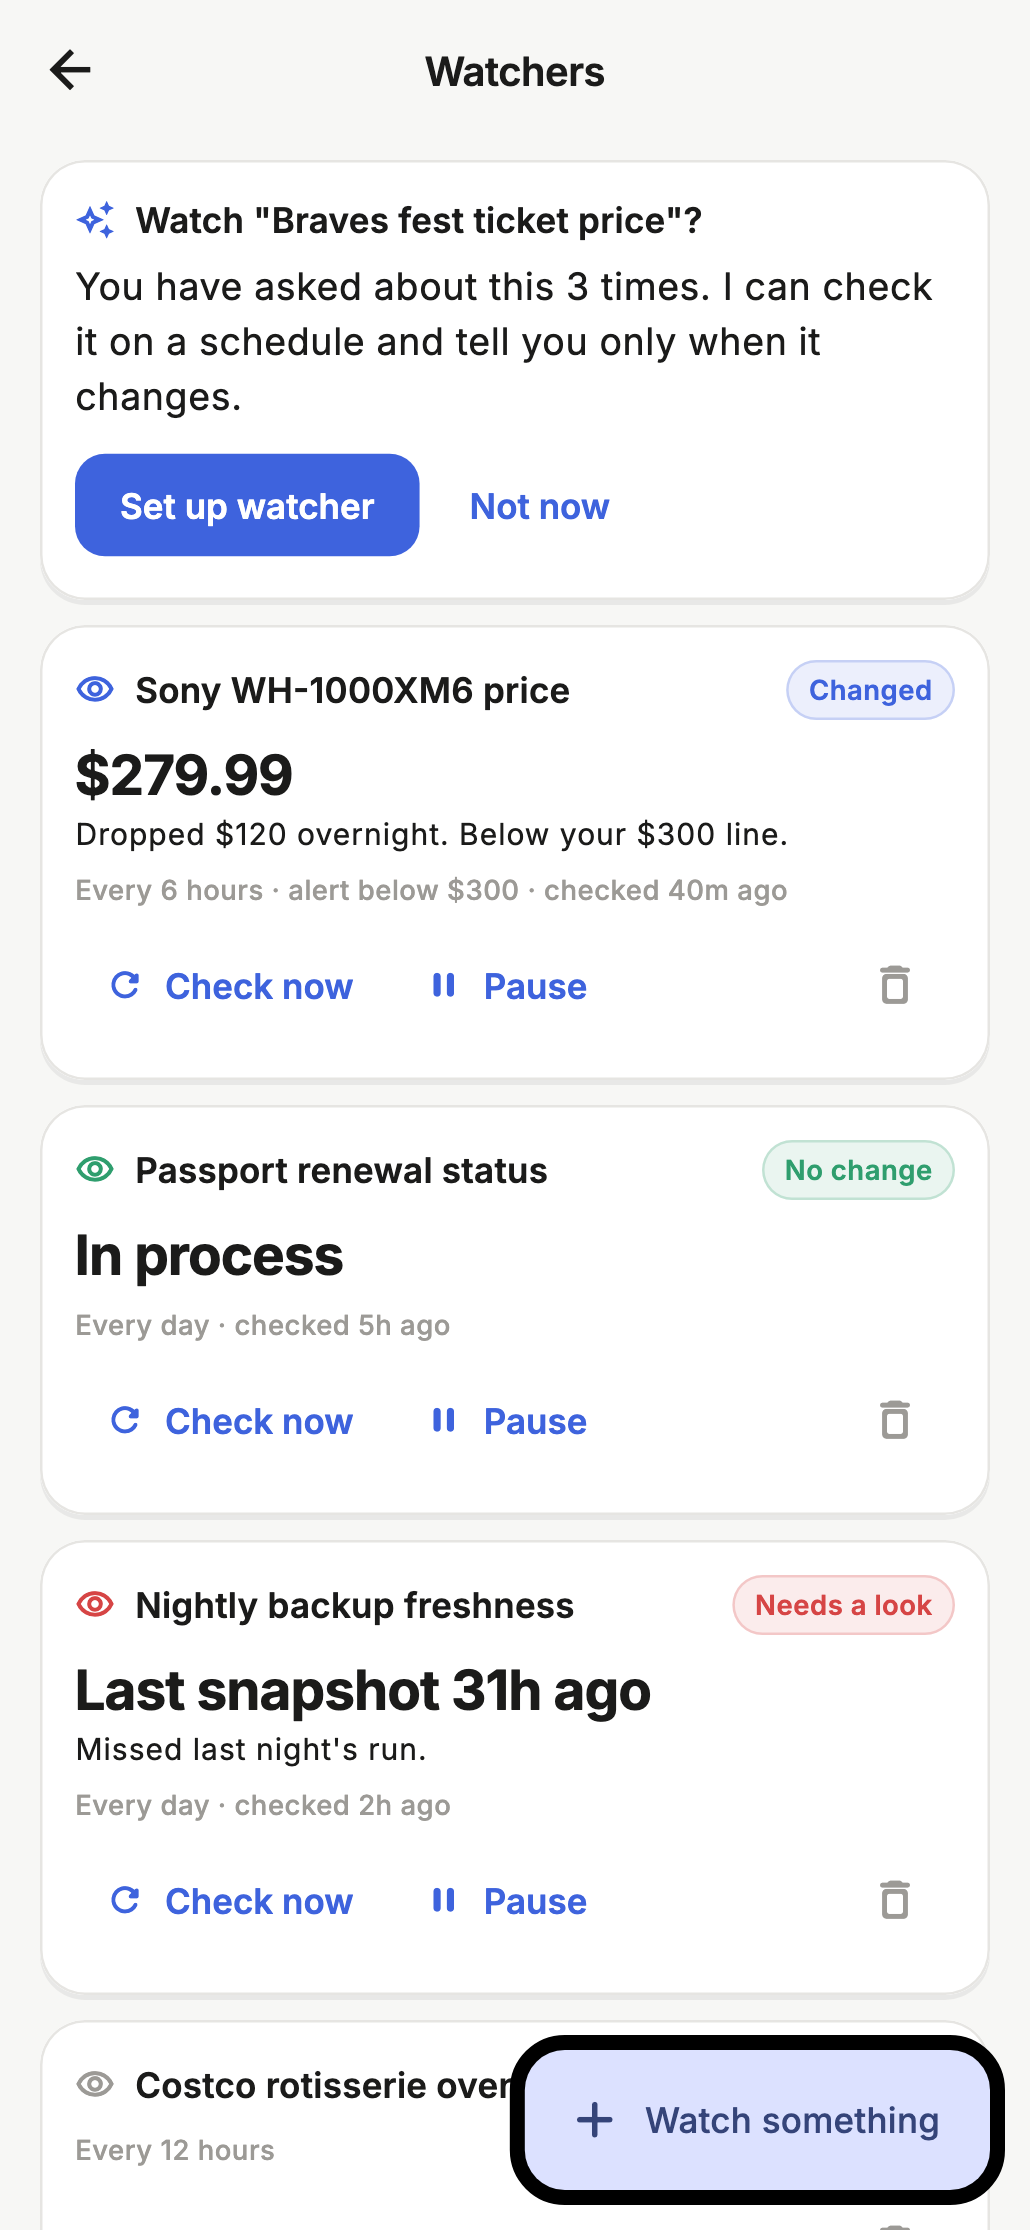 Watchers
Watch "Braves fest ticket price"?
You have asked about this 3 times. I can check
it on a schedule and tell you only when it
changes.
Set up watcher
Not now
Sony WH-1000XM6 price
Changed
$279.99
Dropped $120 overnight. Below your $300 line.
Every 6 hours · alert below $300 · checked 40m ago
Check now
Pause
Passport renewal status
No change
In process
Every day · checked 5h ago
Check now
Pause
Nightly backup freshness
Needs a look
Last snapshot 31h ago
Missed last night's run.
Every day · checked 2h ago
Check now
Pause
Costco rotisserie
Every 12 hours
Watch something